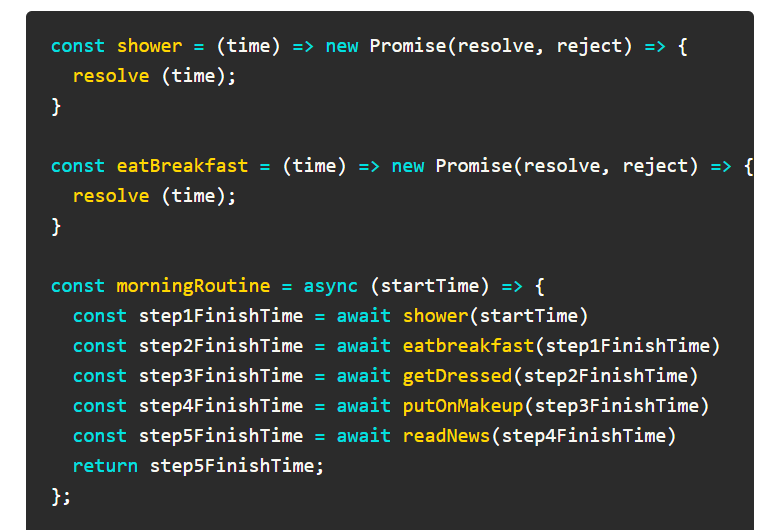 const shower = (time) => new Promise(resolve, reject) => {
  resolve (time);
}

const eatBreakfast = (time) => new Promise(resolve, reject) => {
  resolve (time);
}

const morningRoutine = async (startTime) => {
  const step1FinishTime = await shower(startTime)
  const step2FinishTime = await eatbreakfast(step1FinishTime)
  const step3FinishTime = await getDressed(step2FinishTime)
  const step4FinishTime = await putOnMakeup(step3FinishTime)
  const step5FinishTime = await readNews(step4FinishTime)
  return step5FinishTime;
};